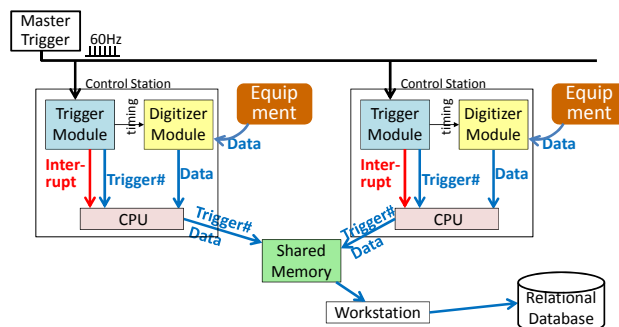 Master
Trigger
60Hz
Control Station
Control Station
Trigger
Module
timing
Digitizer
Module
Equip
ment
Data
Inter-
rupt
Trigger#
Data
CPU
Trigger#
Data
Trigger
Module
timing
Digitizer
Module
Equip
ment
Data
Inter-
rupt
Trigger#
Data
CPU
Trigger#
Data
Shared
Memory
Workstation
Relational
Database